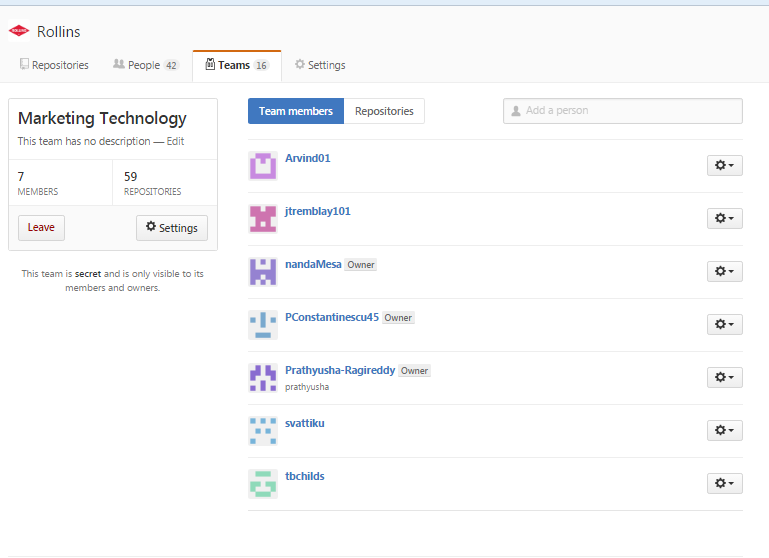 ROLLINS
Rollins
Repositories
People 42
Teams 16
Settings
Marketing Technology
This team has no description — Edit
7
MEMBERS
59
REPOSITORIES
Leave
Settings
This team is secret and is only visible to its
members and owners.
Team members
Repositories
Add a person
Arvind01
jtremblay101
nandaMesa Owner
PConstantinescu45 Owner
Prathyusha-Ragireddy Owner
prathyusha
svattiku
tbchilds